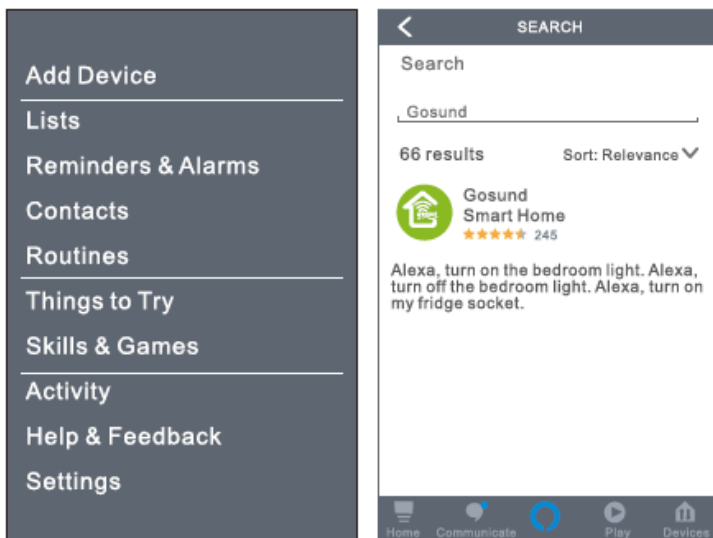 Add Device
Lists
Reminders & Alarms
Contacts
Routines
Things to Try
Skills & Games
Activity
Help & Feedback
Settings
SEARCH
Search
Gosund
66 results
Sort: Relevance
Gosund
Smart Home
245
Alexa, turn on the bedroom light. Alexa,
turn off the bedroom light. Alexa, turn on
my fridge socket.
Home Communicate Play Devices